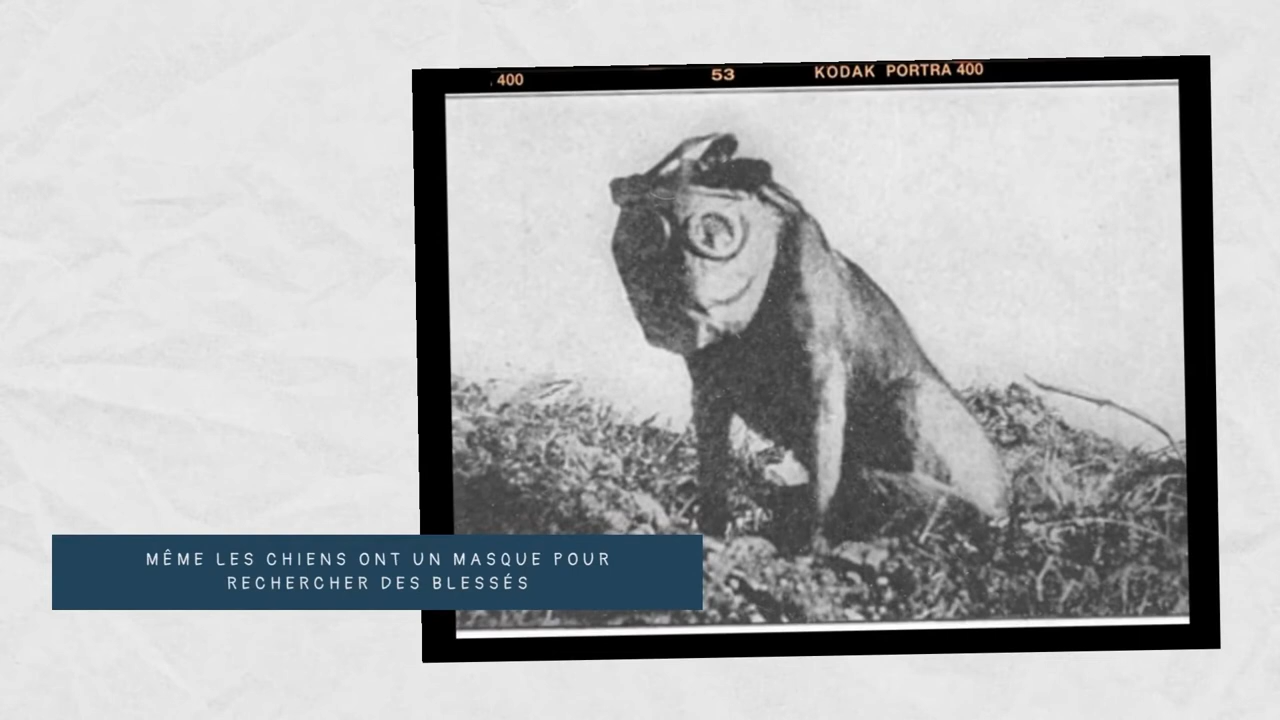 400 53 KODAK PORTRA 400
MÊME LES CHIENS ONT UN MASQUE POUR
RECHERCHER DES BLESSÉS